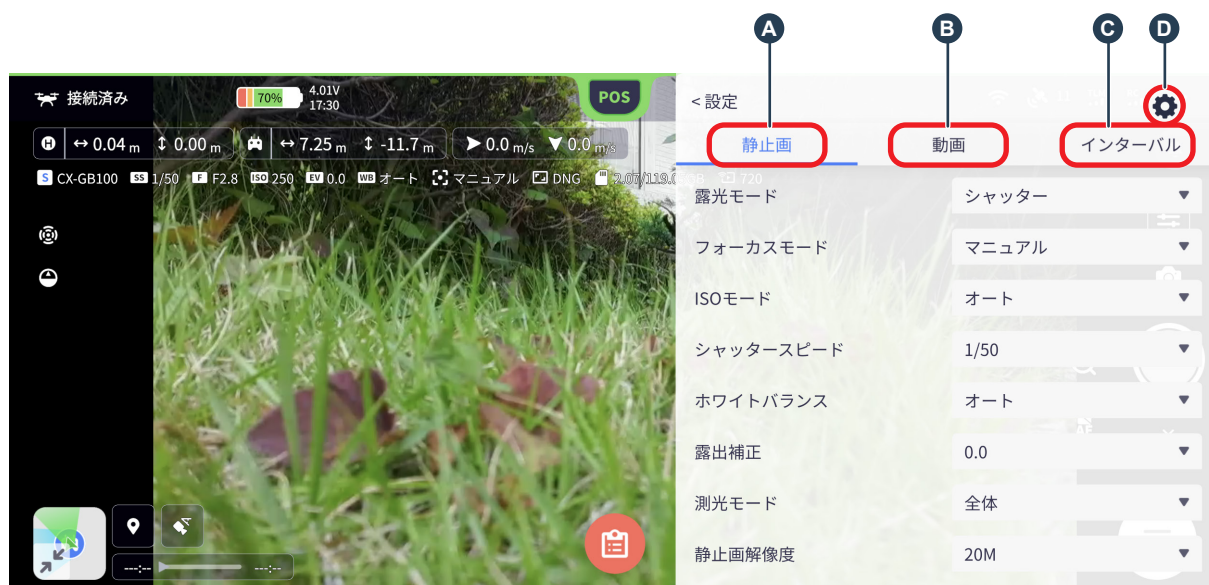 A B C D
接続済み 70% 4.01V POS <設定
17:30
H ↔ 0.04 m ↕ 0.00 m ↔ 7.25 m ↕ -11.7 m 0.0 m/s 0.0 m/s 静止画 動画 インターバル
S CX-GB100 SS 1/50 F F2.8 ISO 250 EV 0.0 WB オート マニュアル DNG 2.07/119.0GB 720
露光モード シャッター
フォーカスモード マニュアル
ISOモード オート
シャッタースピード 1/50
ホワイトバランス オート
AF
露出補正 0.0
測光モード 全体
N
静止画解像度 20M
---:-- ---:--